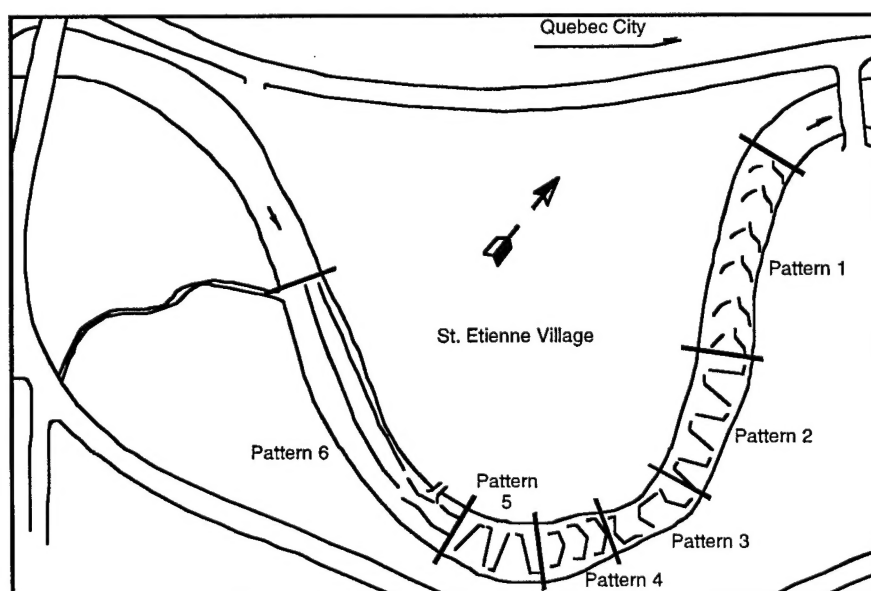 Quebec City
Pattern 1
St. Etienne Village
Pattern 2
Pattern 6
Pattern
5
Pattern 3
Pattern 4